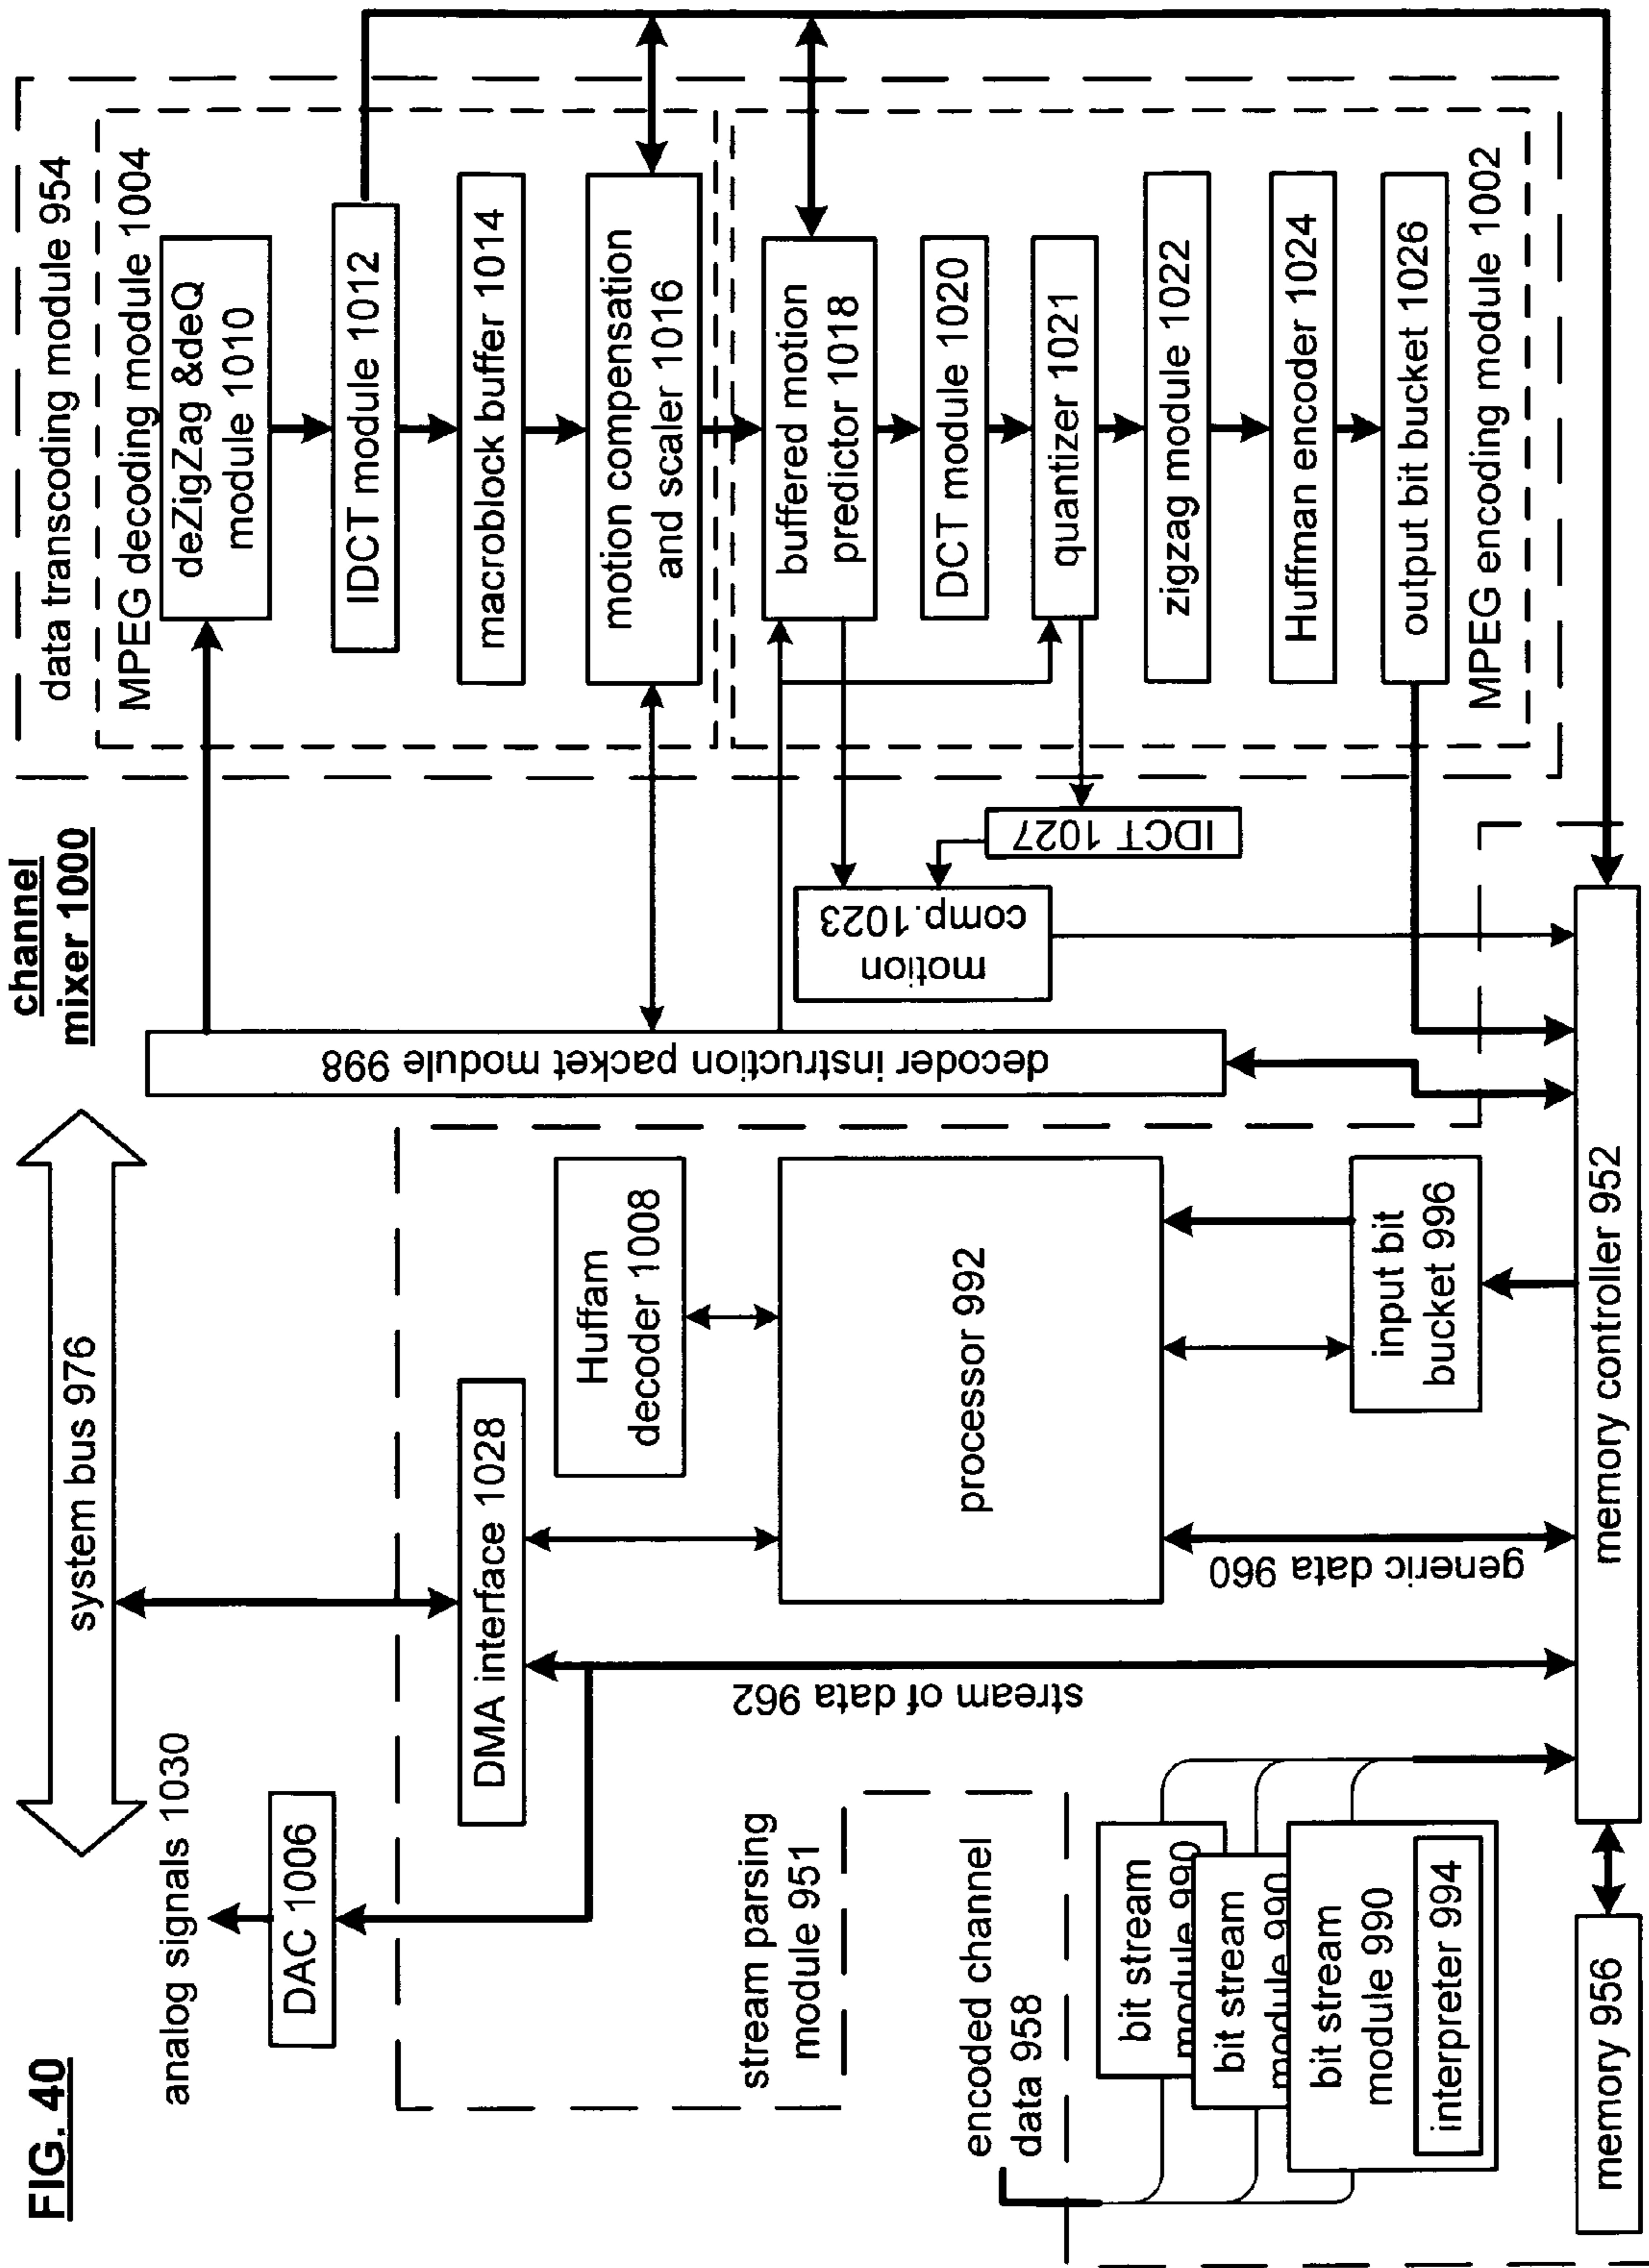 FIG. 40
channel
mixer 1000
system bus 976
analog signals 1030
DAC 1006
DMA interface 1028
Huffam
decoder 1008
processor 992
input bit
bucket 996
generic data 960
stream of data 962
stream parsing
module 951
encoded channel
data 958
bit stream
module 990
bit stream
module 990
bit stream
module 990
interpreter 994
memory 956
memory controller 952
decoder instruction packet module 998
motion
comp.1023
IDCT 1027
data transcoding module 954
MPEG decoding module 1004
deZigZag &deQ
module 1010
IDCT module 1012
macroblock buffer 1014
motion compensation
and scaler 1016
buffered motion
predictor 1018
DCT module 1020
quantizer 1021
zigzag module 1022
Huffman encoder 1024
output bit bucket 1026
MPEG encoding module 1002